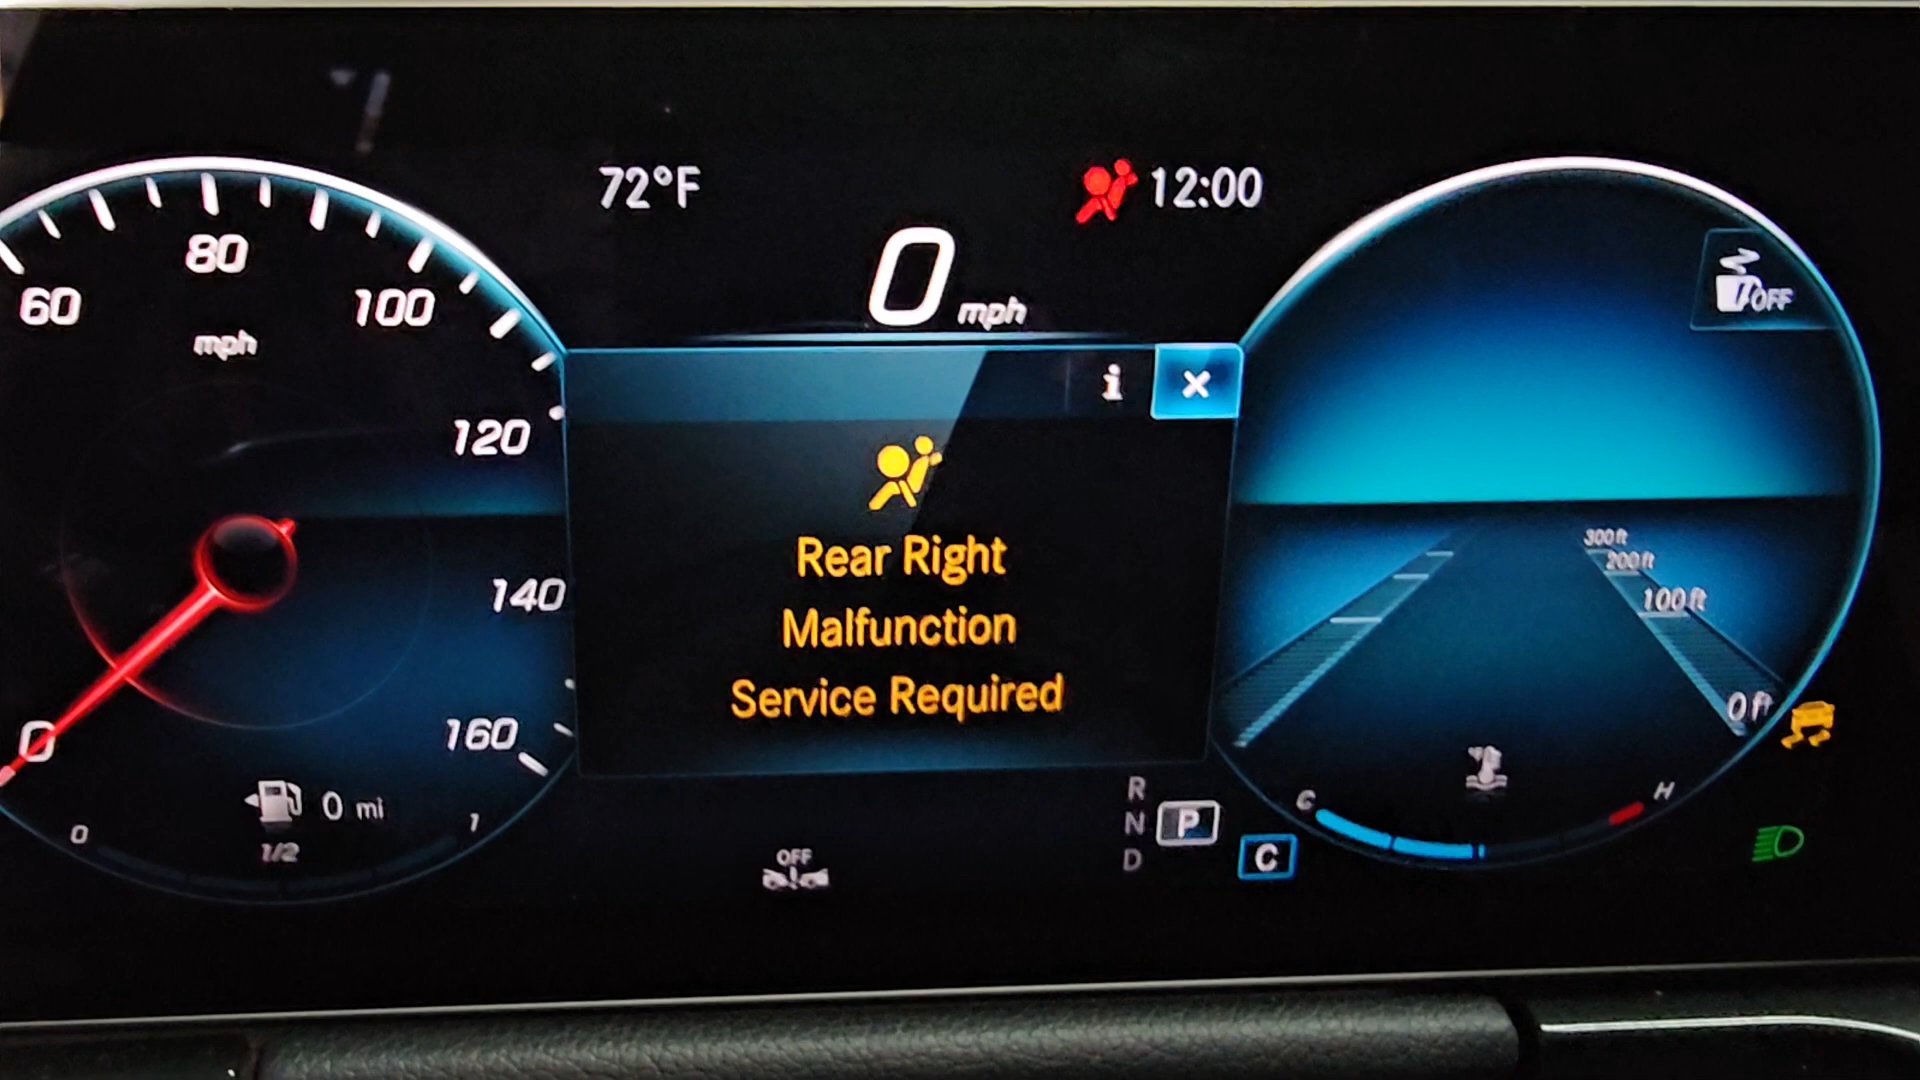 72°F
12:00
0 mph
60
80
100
mph
120
140
160
0
0 mi
0
1/2
1
i
×
Rear Right
Malfunction
Service Required
OFF
R
N
D
P
C
OFF
300 ft
200 ft
100 ft
0 ft
C
H